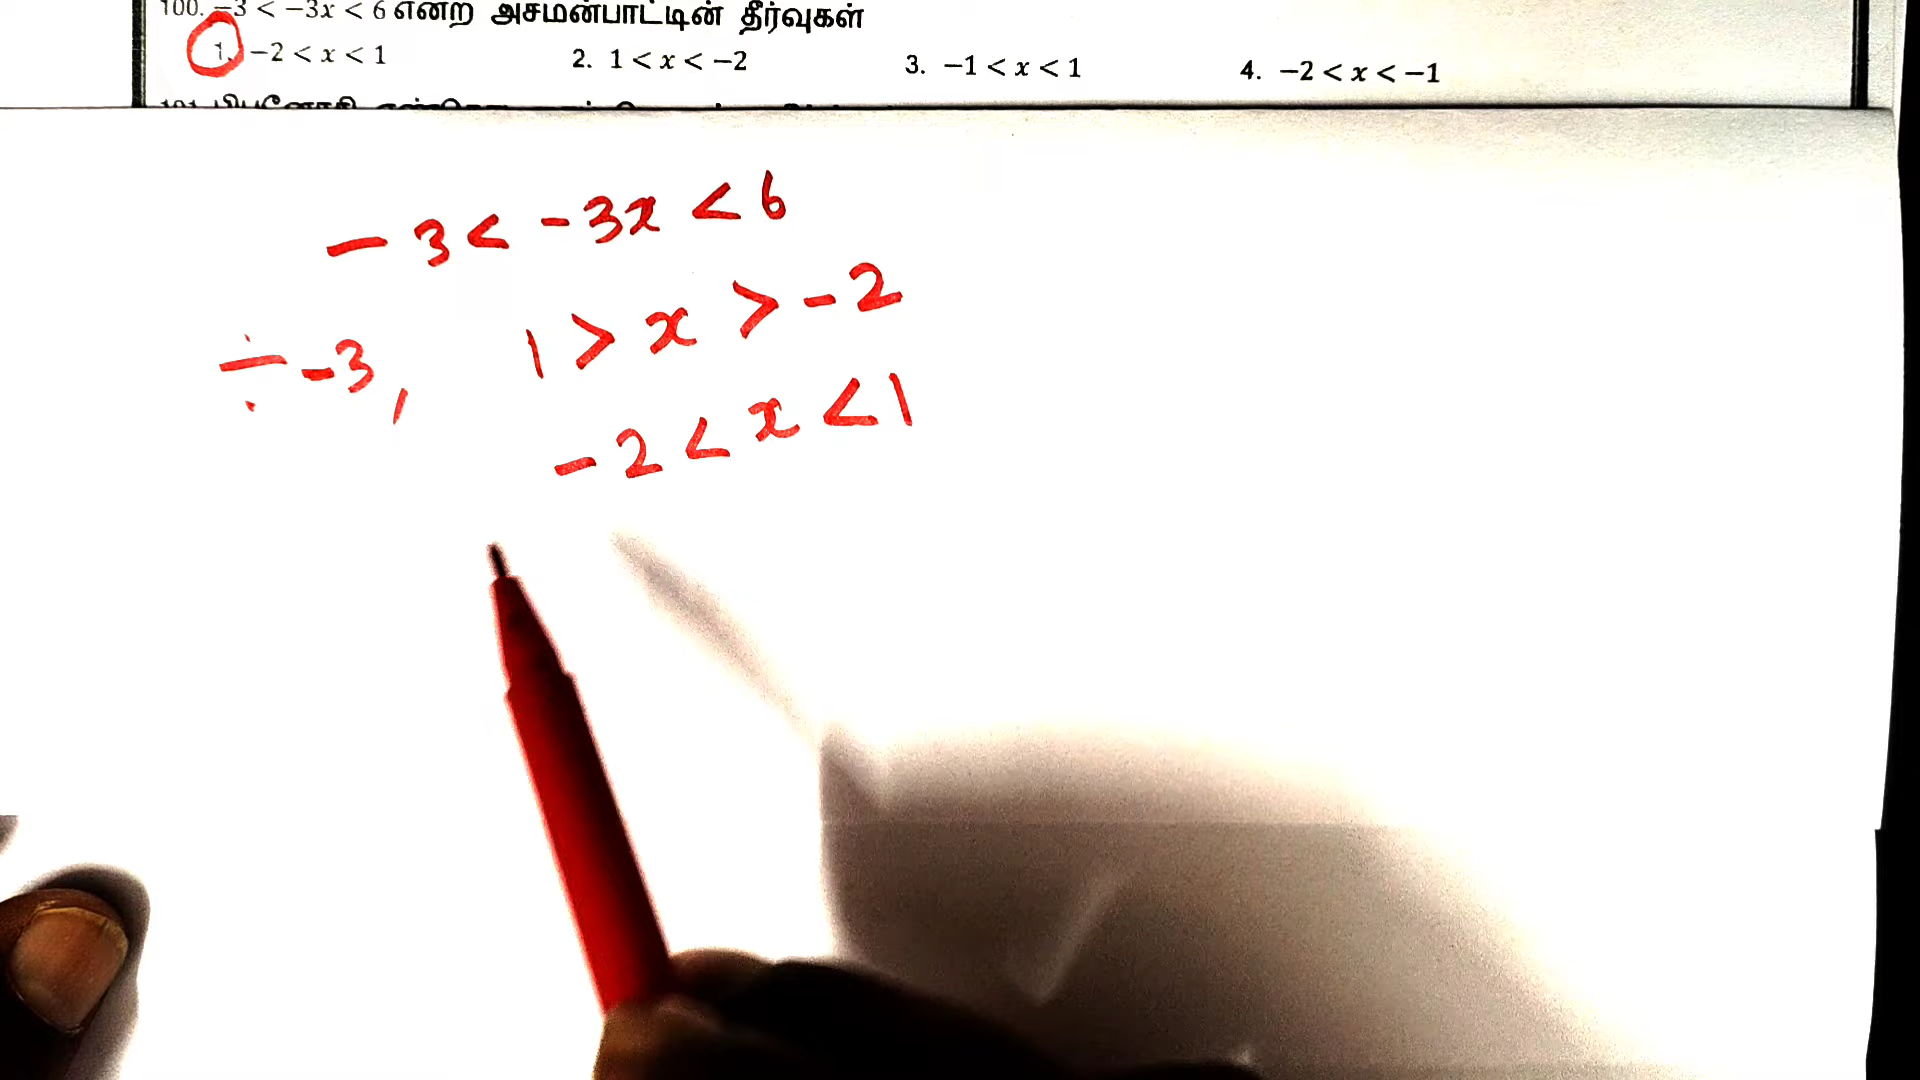 100. −3 < −3x < 6 என்ற அசமன்பாட்டின் தீர்வுகள்
1. −2 < x < 1 2. 1 < x < −2 3. −1 < x < 1 4. −2 < x < −1
− 3 < − 3x < 6
÷ −3, 1 > x > −2
− 2 < x < 1